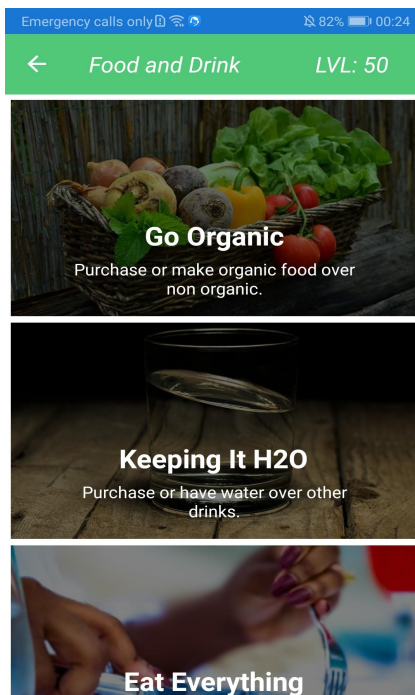 Emergency calls only 82% 00:24
Food and Drink LVL: 50
Go Organic
Purchase or make organic food over
non organic.
Keeping It H2O
Purchase or have water over other
drinks.
Eat Everything